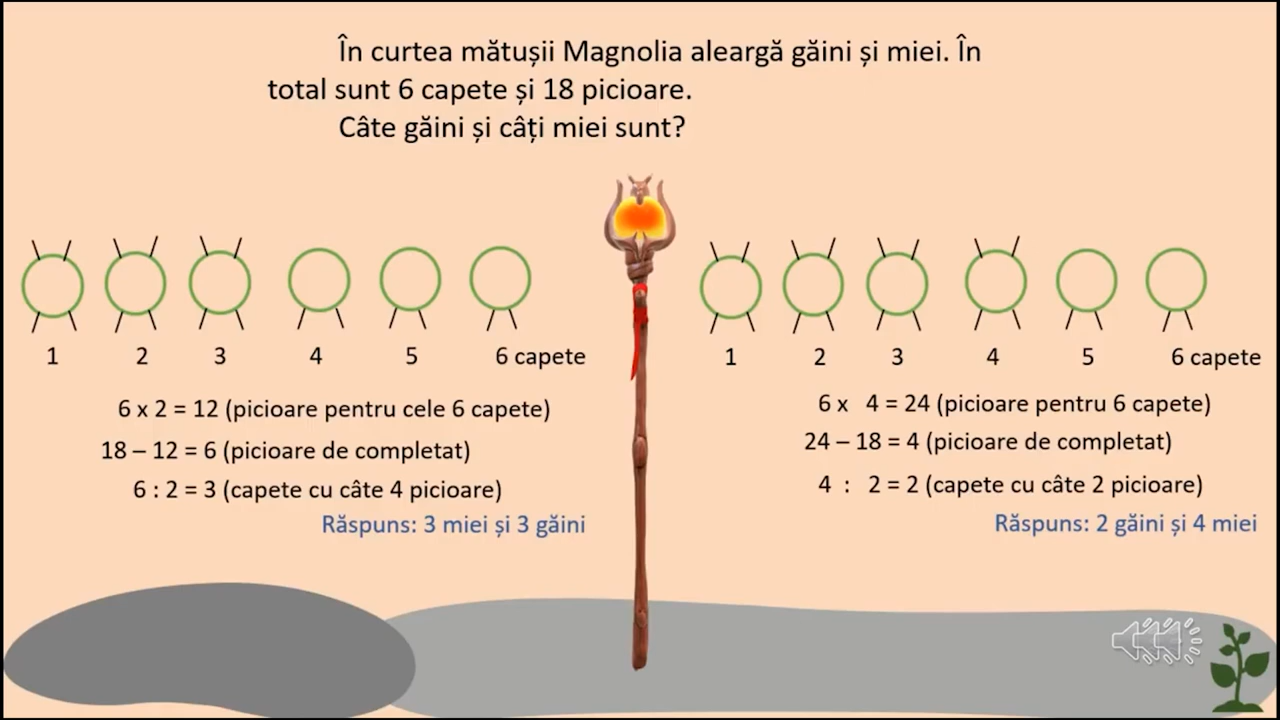 În curtea mătușii Magnolia aleargă găini și miei. În
total sunt 6 capete și 18 picioare.
Câte găini și câți miei sunt?
1 2 3 4 5 6 capete
6 x 2 = 12 (picioare pentru cele 6 capete)
18 – 12 = 6 (picioare de completat)
6 : 2 = 3 (capete cu câte 4 picioare)
Răspuns: 3 miei și 3 găini
1 2 3 4 5 6 capete
6 x 4 = 24 (picioare pentru 6 capete)
24 – 18 = 4 (picioare de completat)
4 : 2 = 2 (capete cu câte 2 picioare)
Răspuns: 2 găini și 4 miei